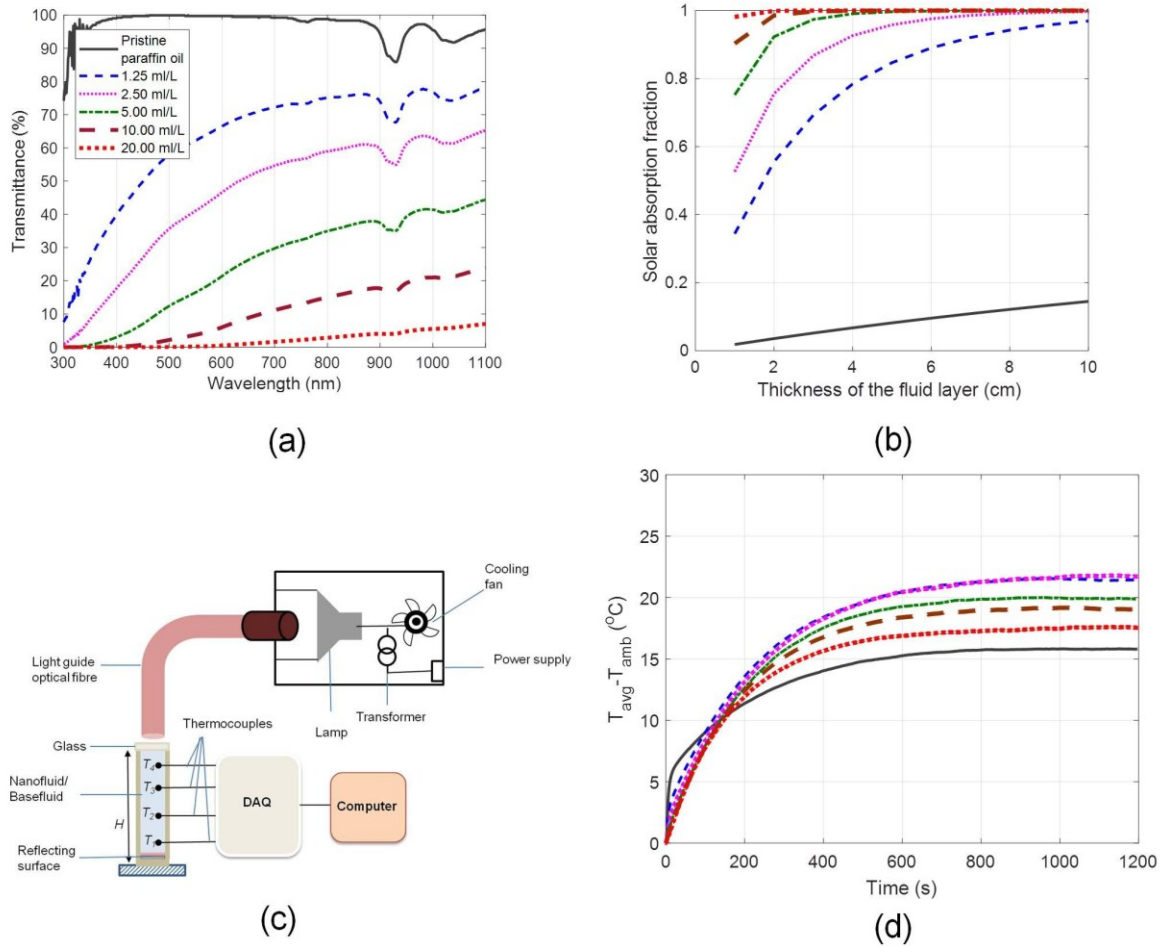 100
90
80
70
60
50
40
30
20
10
0
Transmittance (%)
Pristine
paraffin oil
1.25 ml/L
2.50 ml/L
5.00 ml/L
10.00 ml/L
20.00 ml/L
300 400 500 600 700 800 900 1000 1100
Wavelength (nm)
(a)
1
0.8
0.6
0.4
0.2
0
Solar absorption fraction
0 2 4 6 8 10
Thickness of the fluid layer (cm)
(b)
Cooling
fan
Light guide
optical fibre
Power supply
Transformer
Lamp
Thermocouples
Glass
Nanofluid/
Basefluid
H
T4
T3
T2
T1
DAQ
Computer
Reflecting
surface
(c)
30
25
20
15
10
5
0
Tavg-Tamb (°C)
0 200 400 600 800 1000 1200
Time (s)
(d)